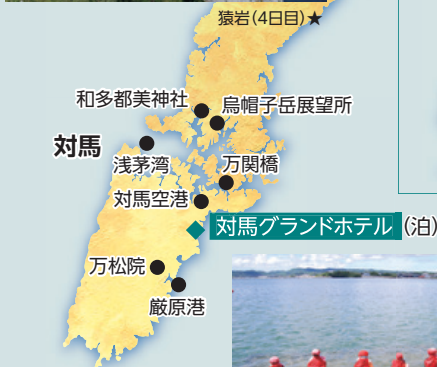 猿岩(4日目)★
和多都美神社
烏帽子岳展望所
対馬
浅茅湾
万関橋
対馬空港
対馬グランドホテル(泊)
万松院
厳原港